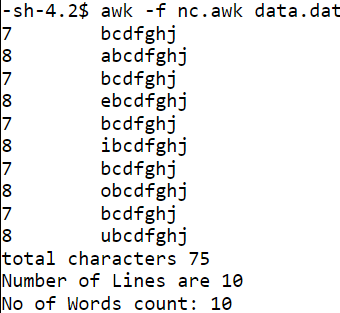 -sh-4.2$ awk -f nc.awk data.dat
7 bcdfghj
8 abcdfghj
7 bcdfghj
8 ebcdfghj
7 bcdfghj
8 ibcdfghj
7 bcdfghj
8 obcdfghj
7 bcdfghj
8 ubcdfghj
total characters 75
Number of Lines are 10
No of Words count: 10